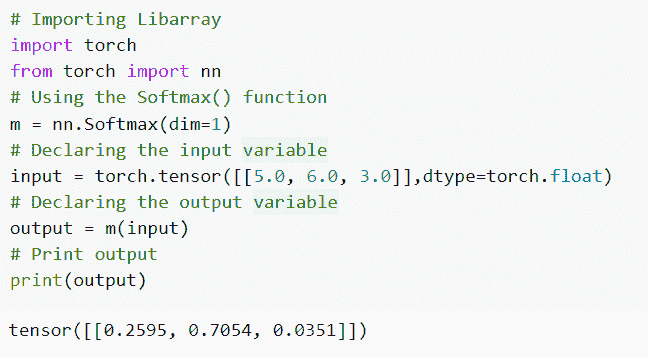 # Importing Libarray
import torch
from torch import nn
# Using the Softmax() function
m = nn.Softmax(dim=1)
# Declaring the input variable
input = torch.tensor([[5.0, 6.0, 3.0]],dtype=torch.float)
# Declaring the output variable
output = m(input)
# Print output
print(output)
tensor([[0.2595, 0.7054, 0.0351]])